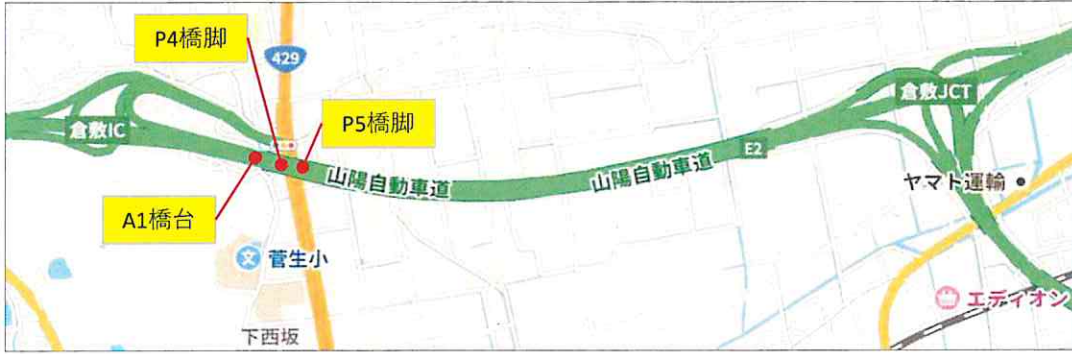 P4橋脚
429
倉敷JCT
倉敷IC
P5橋脚
E2
山陽自動車道
山陽自動車道
ヤマト運輸
A1橋台
文
菅生小
エディオン
下西坂